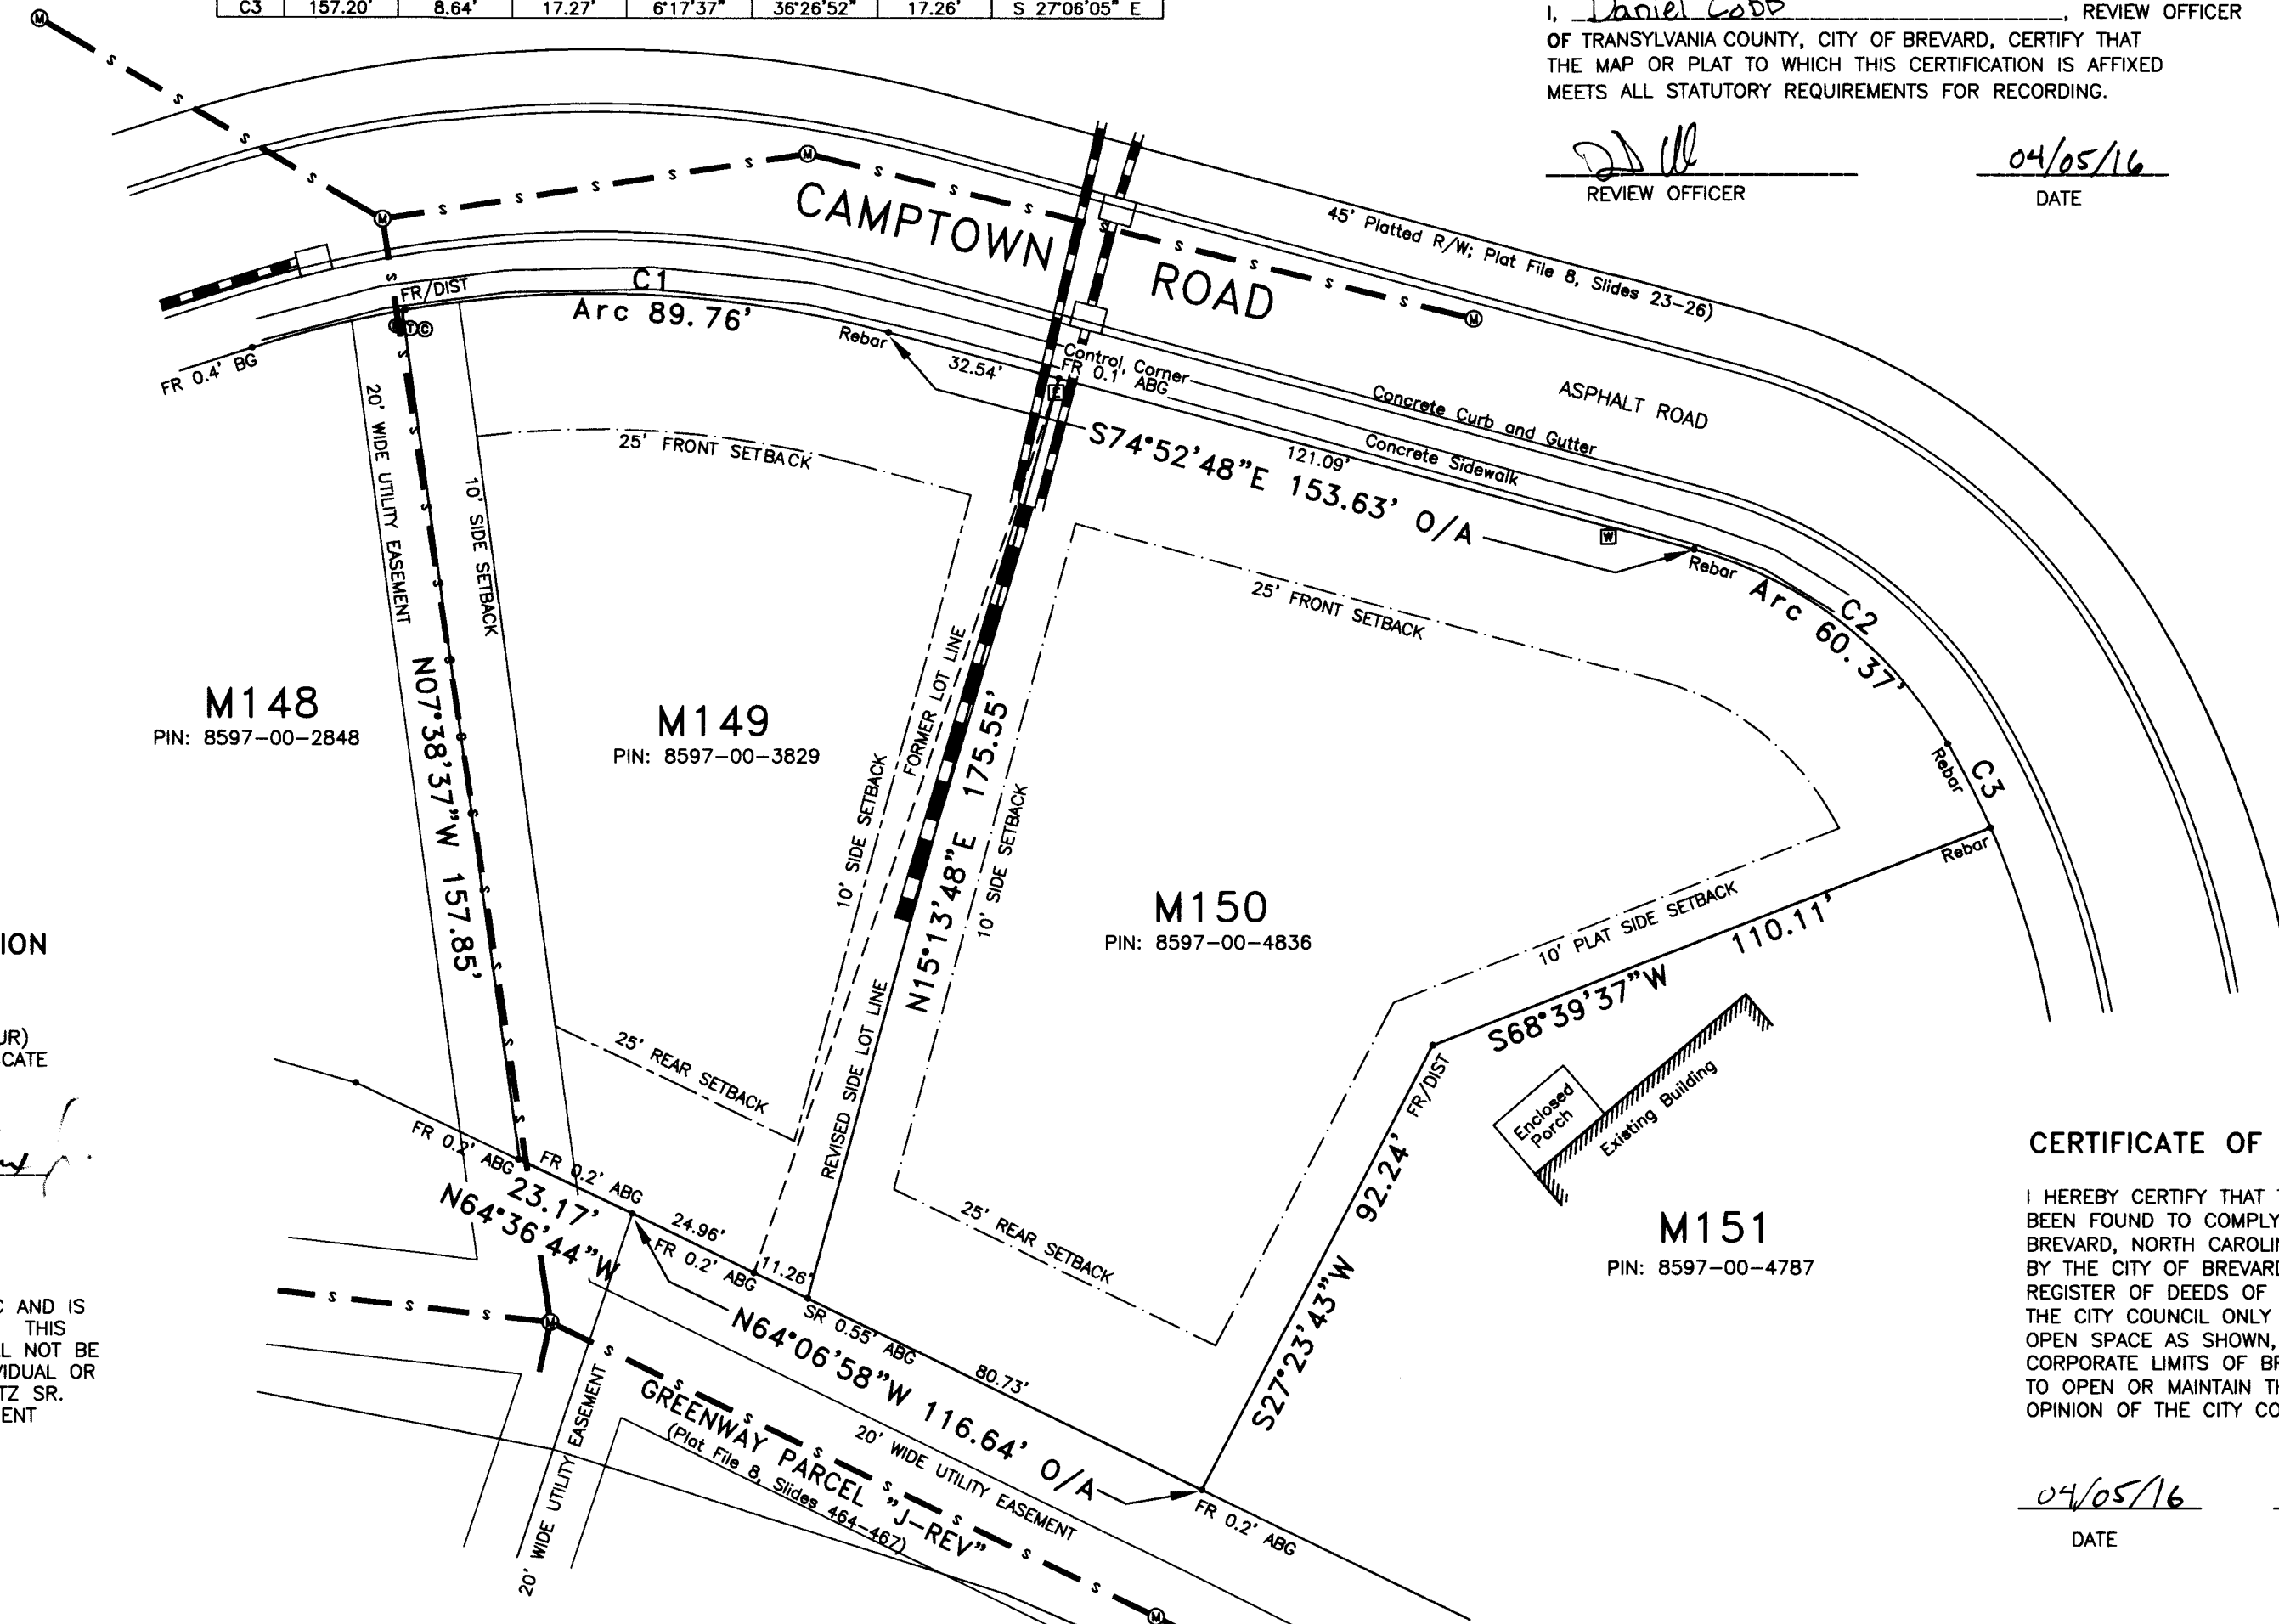 C3 157.20' 8.64' 17.27' 6°17'37" 36°26'52" 17.26' S 27°06'05" E
I, Daniel Cobb, REVIEW OFFICER
OF TRANSYLVANIA COUNTY, CITY OF BREVARD, CERTIFY THAT
THE MAP OR PLAT TO WHICH THIS CERTIFICATION IS AFFIXED
MEETS ALL STATUTORY REQUIREMENTS FOR RECORDING.
04/05/16
REVIEW OFFICER
DATE
CAMPTOWN
ROAD
45' Platted R/W; Plat File 8, Slides 23-26)
ASPHALT ROAD
Concrete Curb and Gutter
Concrete Sidewalk
FR/DIST
C1
Arc 89.76'
Rebar
32.54'
Control Corner
FR 0.1' ABG
E
T C
FR 0.4' BG
121.09'
S74°52'48"E 153.63' O/A
W
Rebar
C2
Arc 60.37'
Rebar
C3
Rebar
20' WIDE UTILITY EASEMENT
10' SIDE SETBACK
25' FRONT SETBACK
25' FRONT SETBACK
N07°38'37"W 157.85'
M148
PIN: 8597-00-2848
M149
PIN: 8597-00-3829
10' SIDE SETBACK
FORMER LOT LINE
N15°13'48"E 175.55'
10' SIDE SETBACK
REVISED SIDE LOT LINE
M150
PIN: 8597-00-4836
10' PLAT SIDE SETBACK
S68°39'37"W 110.11'
Enclosed
Porch
Existing Building
FR/DIST
S27°23'43"W 92.24'
M151
PIN: 8597-00-4787
25' REAR SETBACK
25' REAR SETBACK
FR 0.2' ABG
FR 0.2' ABG
23.17'
N64°36'44"W
24.96'
FR 0.2' ABG
11.26'
SR 0.55' ABG
80.73'
N64°06'58"W 116.64' O/A
FR 0.2' ABG
20' WIDE UTILITY EASEMENT
20' WIDE UTILITY EASEMENT
GREENWAY PARCEL "J-REV"
(Plat File 8, Slides 464-467)
ION
UR)
CATE
C AND IS
THIS
L NOT BE
VIDUAL OR
TZ SR.
ENT
CERTIFICATE OF
I HEREBY CERTIFY THAT
BEEN FOUND TO COMPLY
BREVARD, NORTH CAROLIN
BY THE CITY OF BREVARD
REGISTER OF DEEDS OF
THE CITY COUNCIL ONLY
OPEN SPACE AS SHOWN,
CORPORATE LIMITS OF BR
TO OPEN OR MAINTAIN TH
OPINION OF THE CITY CO
04/05/16
DATE